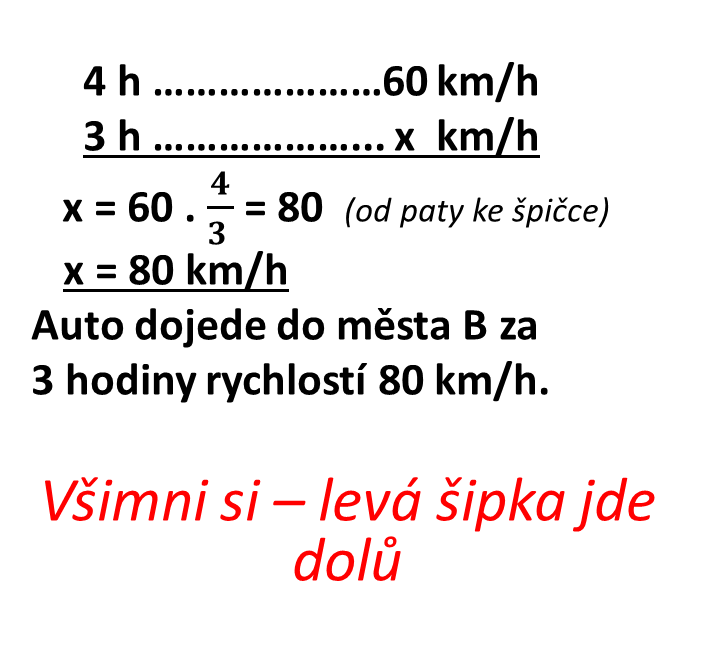 4 h …………………60 km/h
3 h ………………... x  km/h
x = 60 . 4/3 = 80  (od paty ke špičce)
x = 80 km/h
Auto dojede do města B za
3 hodiny rychlostí 80 km/h.
Všimni si – levá šipka jde
dolů